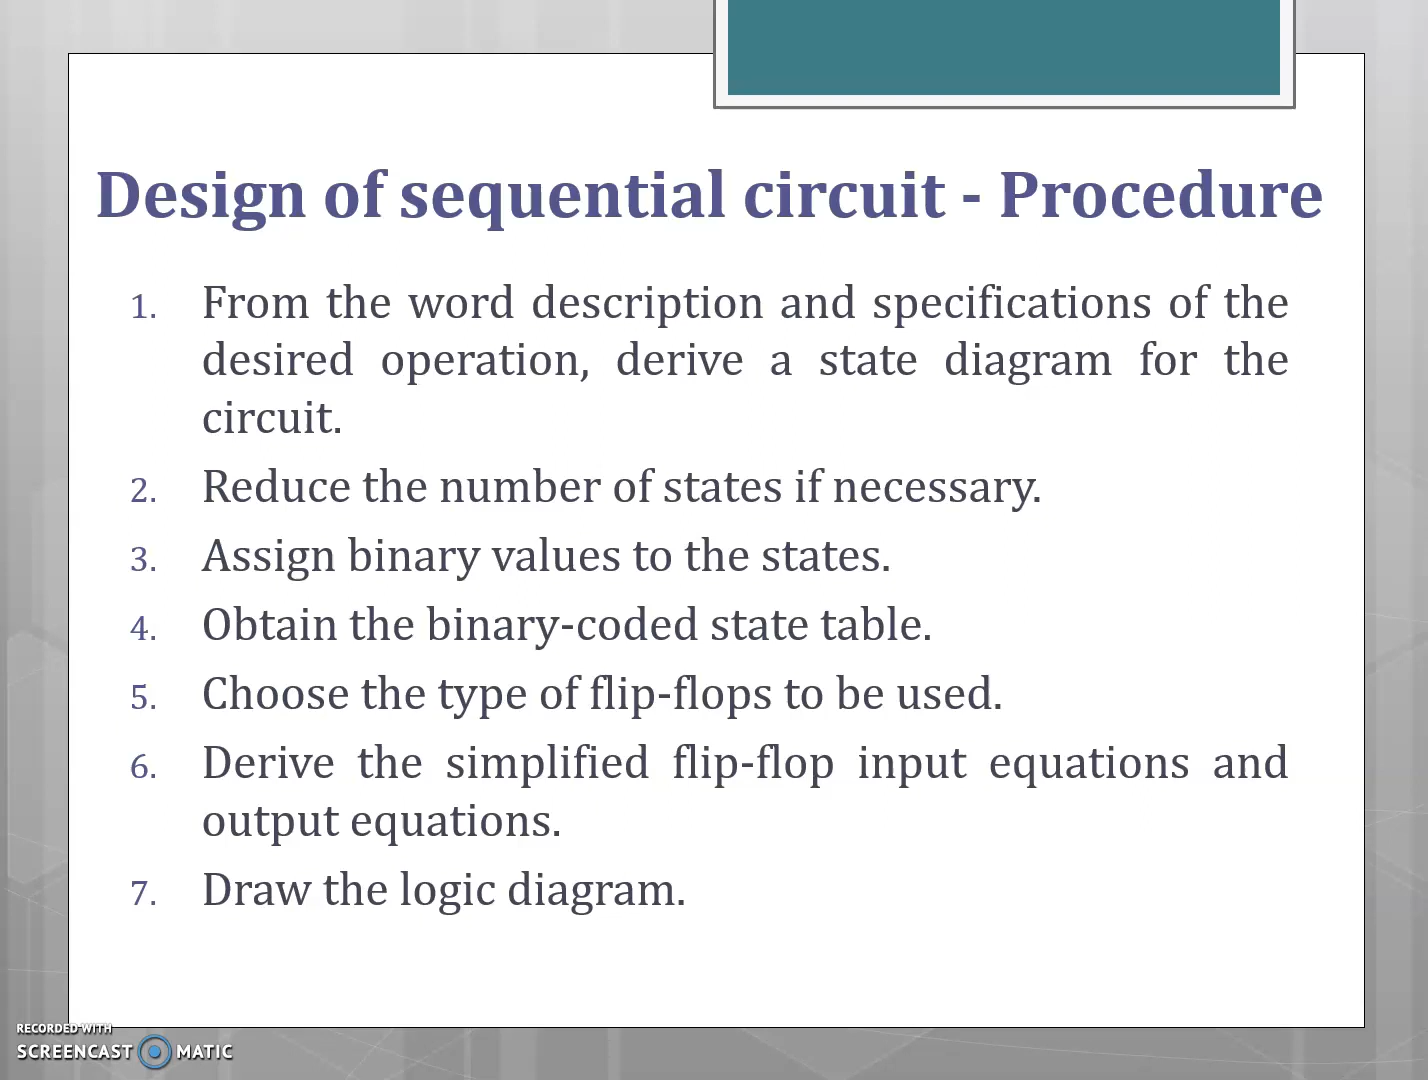 Design of sequential circuit - Procedure
1. From the word description and specifications of the
desired operation, derive a state diagram for the
circuit.
2. Reduce the number of states if necessary.
3. Assign binary values to the states.
4. Obtain the binary-coded state table.
5. Choose the type of flip-flops to be used.
6. Derive the simplified flip-flop input equations and
output equations.
7. Draw the logic diagram.
RECORDED WITH
SCREENCAST MATIC